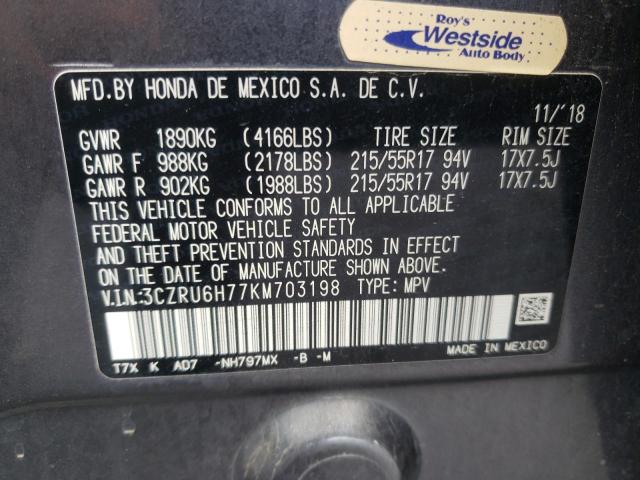 Roy's
Westside
Auto Body
MFD.BY HONDA DE MEXICO S.A. DE C.V.
11/'18
GVWR 1890KG (4166LBS) TIRE SIZE RIM SIZE
GAWR F 988KG (2178LBS) 215/55R17 94V 17X7.5J
GAWR R 902KG (1988LBS) 215/55R17 94V 17X7.5J
THIS VEHICLE CONFORMS TO ALL APPLICABLE
FEDERAL MOTOR VEHICLE SAFETY
AND THEFT PREVENTION STANDARDS IN EFFECT
ON THE DATE OF MANUFACTURE SHOWN ABOVE.
V.I.N:3CZRU6H77KM703198 TYPE: MPV
T7X K AD7 -NH797MX -B -M
MADE IN MEXICO